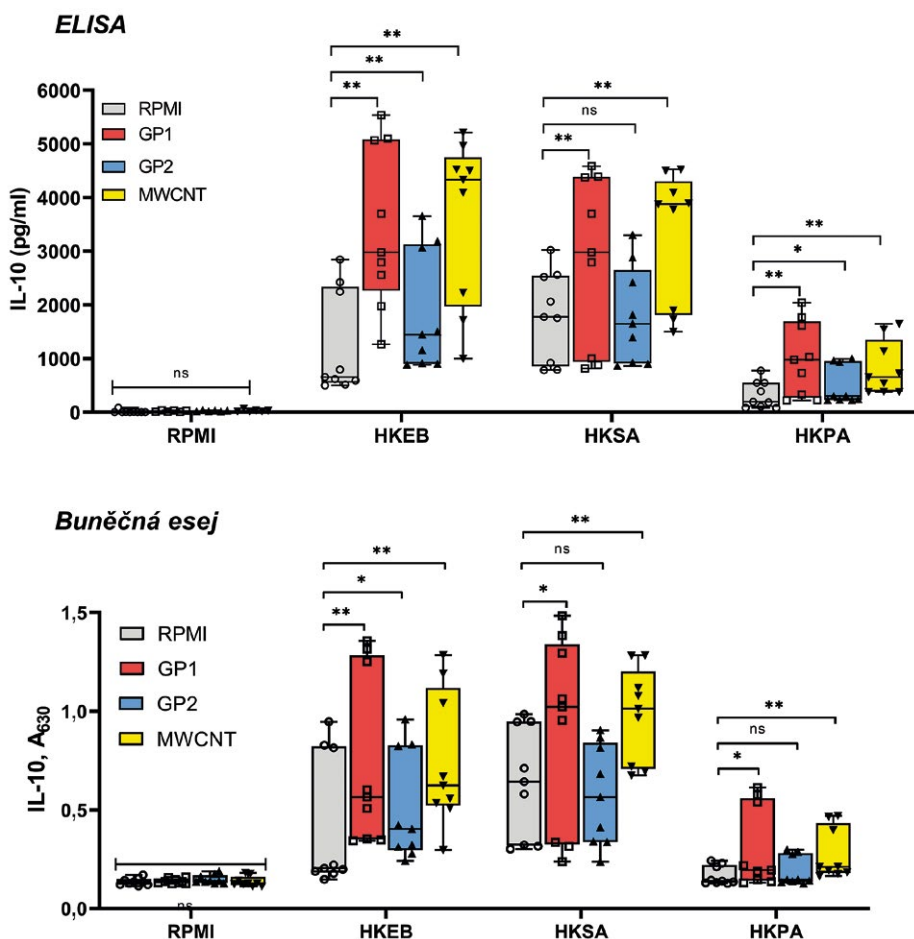 ELISA
** ** **
** ns **
** * **
6000
5000
4000
3000
2000
1000
0
IL-10 (pg/ml)
RPMI
GP1
GP2
MWCNT
ns
RPMI HKEB HKSA HKPA
Buněčná esej
** * **
** ns *
** ns *
1,5
1,0
0,5
0,0
IL-10, A630
RPMI
GP1
GP2
MWCNT
ns
RPMI HKEB HKSA HKPA